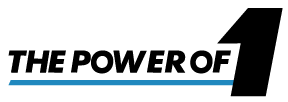 THE POWER OF 1